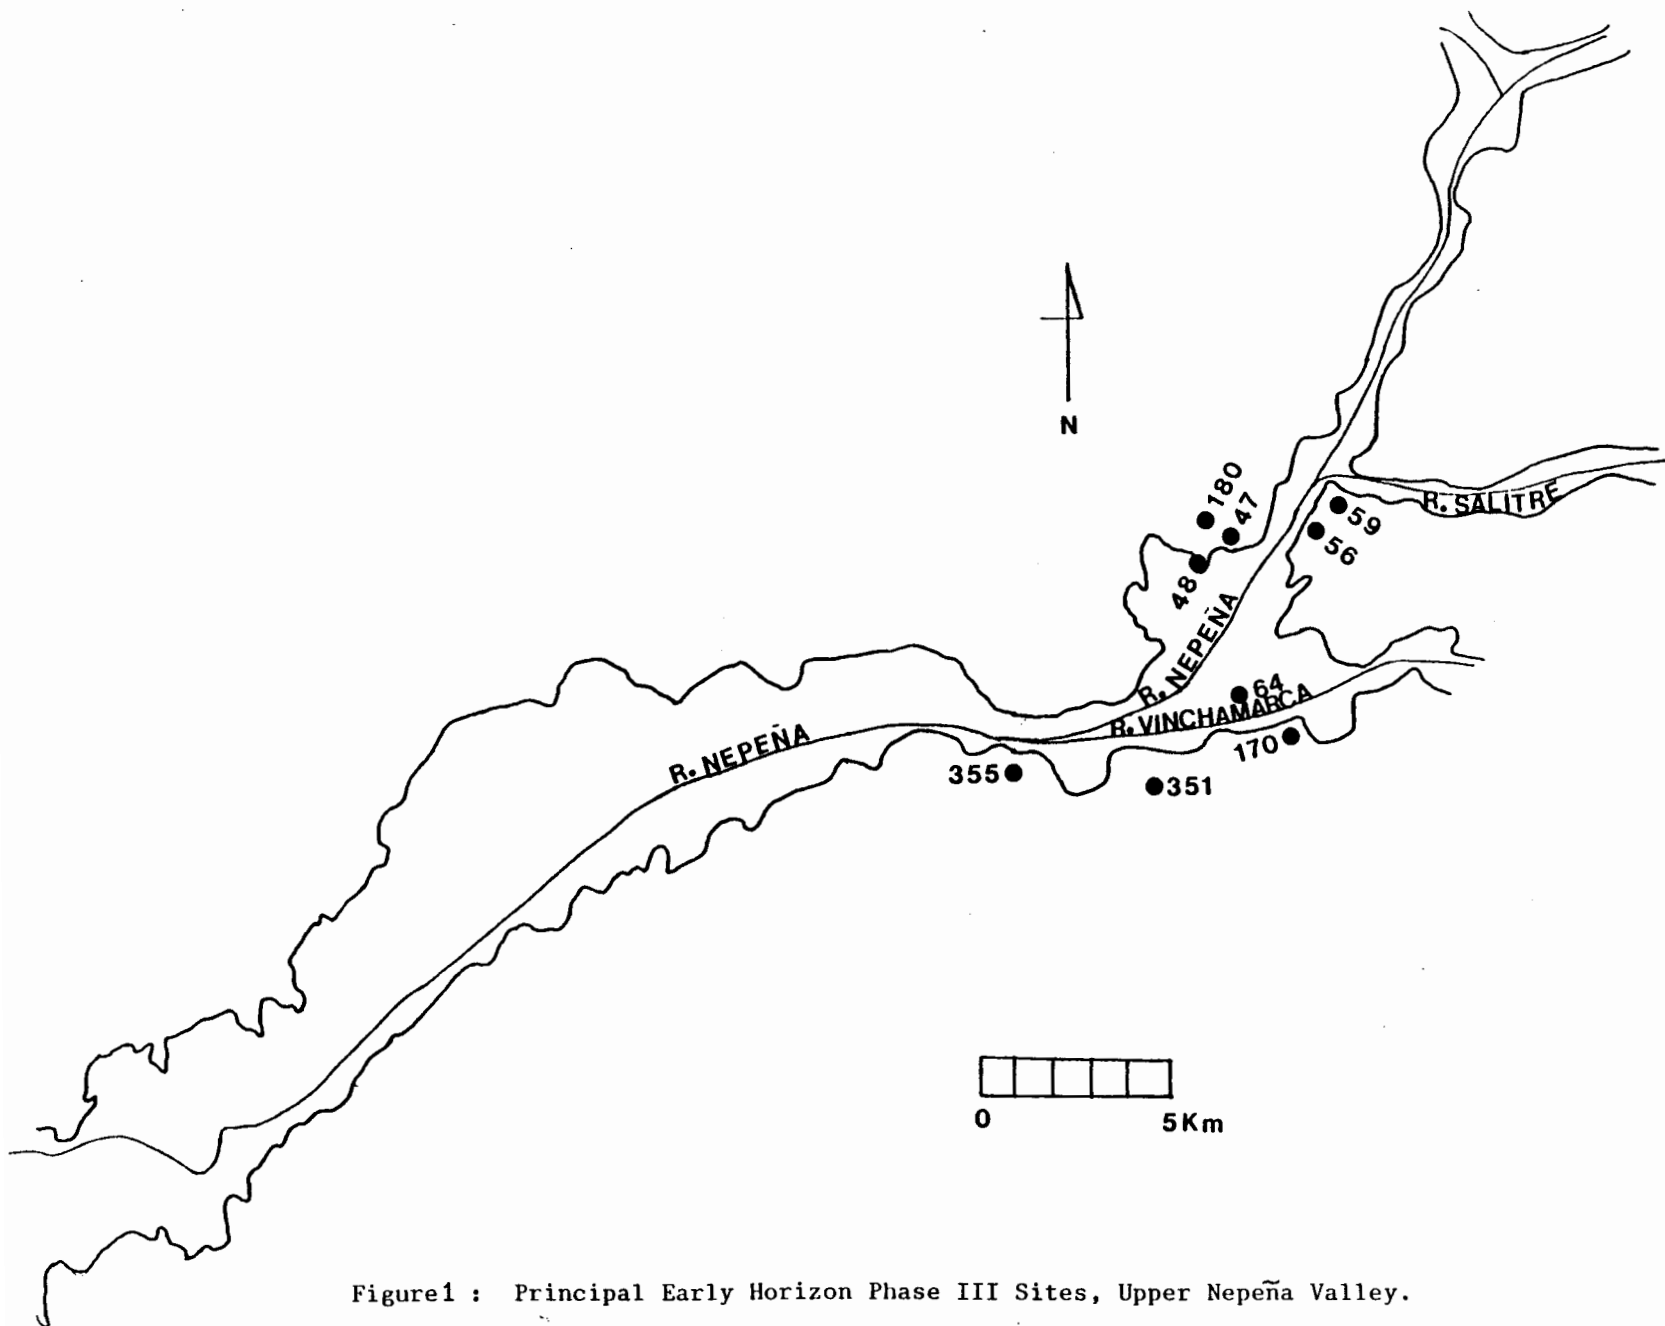 N
180
47
59
R. SALITRE
56
48
R. NEPEÑA
64
R. VINCHAMARCA
R. NEPEÑA
170
355
351
0 5Km
Figure1 : Principal Early Horizon Phase III Sites, Upper Nepeña Valley.